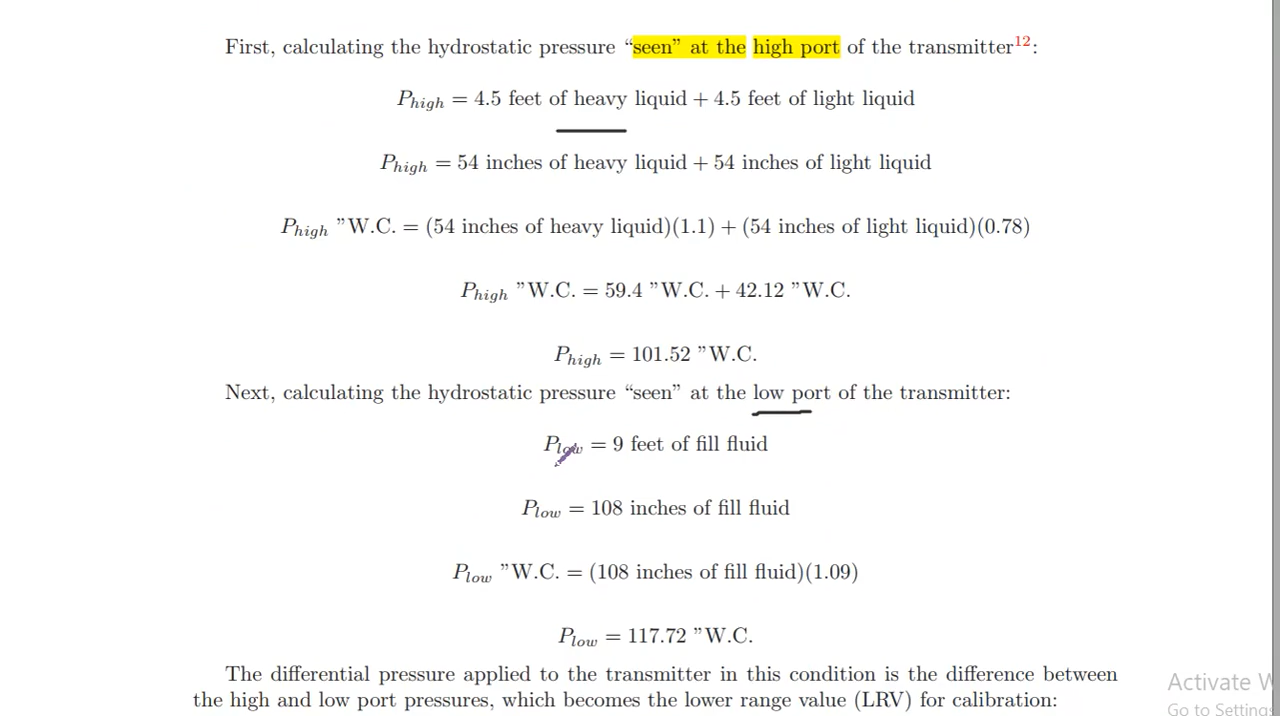 First, calculating the hydrostatic pressure “seen” at the high port of the transmitter12:
Phigh = 4.5 feet of heavy liquid + 4.5 feet of light liquid
Phigh = 54 inches of heavy liquid + 54 inches of light liquid
Phigh ”W.C. = (54 inches of heavy liquid)(1.1) + (54 inches of light liquid)(0.78)
Phigh ”W.C. = 59.4 ”W.C. + 42.12 ”W.C.
Phigh = 101.52 ”W.C.
Next, calculating the hydrostatic pressure “seen” at the low port of the transmitter:
Plow = 9 feet of fill fluid
Plow = 108 inches of fill fluid
Plow ”W.C. = (108 inches of fill fluid)(1.09)
Plow = 117.72 ”W.C.
The differential pressure applied to the transmitter in this condition is the difference between
the high and low port pressures, which becomes the lower range value (LRV) for calibration:
Activate W
Go to Settings